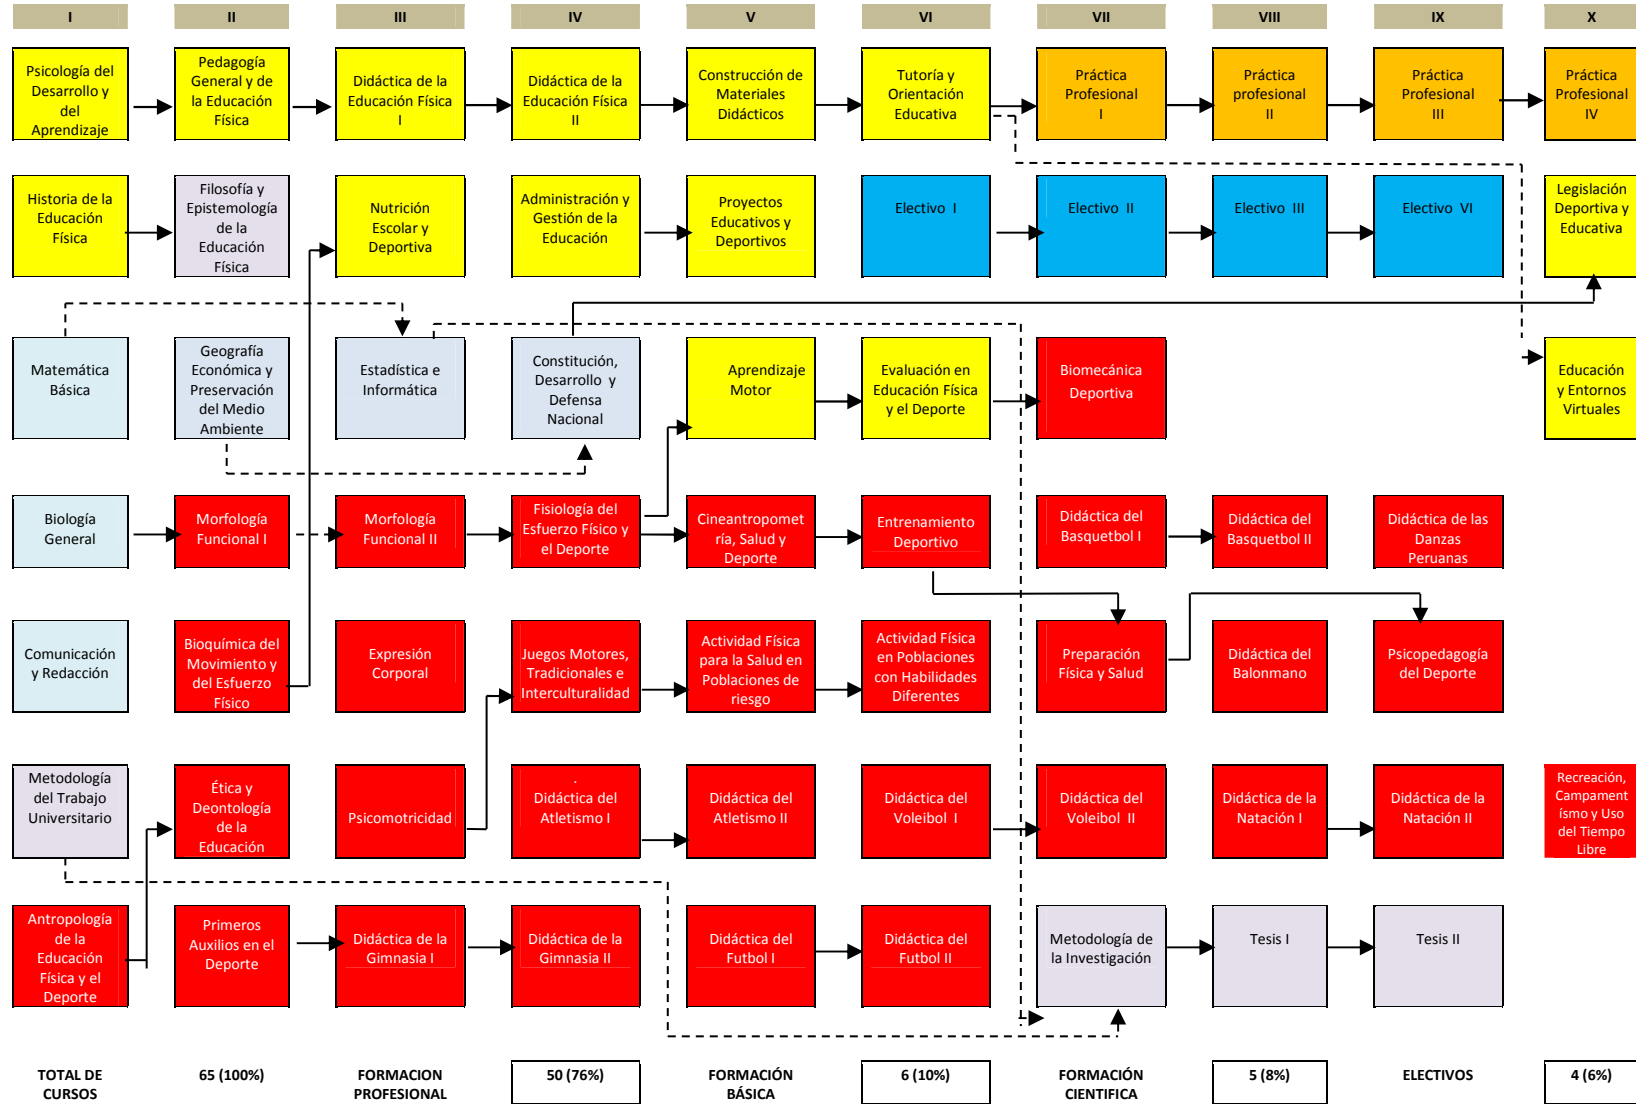 I II III IV V VI VII VIII IX X
Psicología del
Desarrollo y
del
Aprendizaje
Pedagogía
General y de
la Educación
Física
Didáctica de la
Educación Física
I
Didáctica de la
Educación Física
II
Construcción de
Materiales
Didácticos
Tutoría y
Orientación
Educativa
Práctica
Profesional
I
Práctica
profesional
II
Práctica
Profesional
III
Práctica
Profesional
IV
Historia de la
Educación
Física
Filosofía y
Epistemología
de la
Educación
Física
Nutrición
Escolar y
Deportiva
Administración y
Gestión de la
Educación
Proyectos
Educativos y
Deportivos
Electivo I
Electivo II
Electivo III
Electivo VI
Legislación
Deportiva y
Educativa
Matemática
Básica
Geografía
Económica y
Preservación
del Medio
Ambiente
Estadística e
Informática
Constitución,
Desarrollo y
Defensa
Nacional
Aprendizaje
Motor
Evaluación en
Educación Física
y el Deporte
Biomecánica
Deportiva
Educación
y Entornos
Virtuales
Biología
General
Morfología
Funcional I
Morfología
Funcional II
Fisiología del
Esfuerzo Físico y
el Deporte
Cineantropomet
ría, Salud y
Deporte
Entrenamiento
Deportivo
Didáctica del
Basquetbol I
Didáctica del
Basquetbol II
Didáctica de las
Danzas
Peruanas
Comunicación
y Redacción
Bioquímica del
Movimiento y
del Esfuerzo
Físico
Expresión
Corporal
Juegos Motores,
Tradicionales e
Interculturalidad
Actividad Física
para la Salud en
Poblaciones de
riesgo
Actividad Física
en Poblaciones
con Habilidades
Diferentes
Preparación
Física y Salud
Didáctica del
Balonmano
Psicopedagogía
del Deporte
Metodología
del Trabajo
Universitario
Ética y
Deontología
de la
Educación
Psicomotricidad
.
Didáctica del
Atletismo I
Didáctica del
Atletismo II
Didáctica del
Voleibol I
Didáctica del
Voleibol II
Didáctica de la
Natación I
Didáctica de la
Natación II
Recreación,
Campament
ísmo y Uso
del Tiempo
Libre
Antropología
de la
Educación
Física y el
Deporte
Primeros
Auxilios en el
Deporte
Didáctica de la
Gimnasia I
Didáctica de la
Gimnasia II
Didáctica del
Futbol I
Didáctica del
Futbol II
Metodología de
la Investigación
Tesis I
Tesis II
TOTAL DE
CURSOS
65 (100%)
FORMACION
PROFESIONAL
50 (76%)
FORMACIÓN
BÁSICA
6 (10%)
FORMACIÓN
CIENTIFICA
5 (8%)
ELECTIVOS
4 (6%)